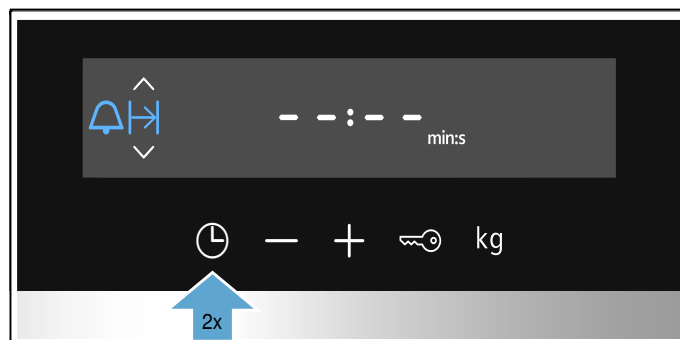 – –:– –
min:s
kg
2x